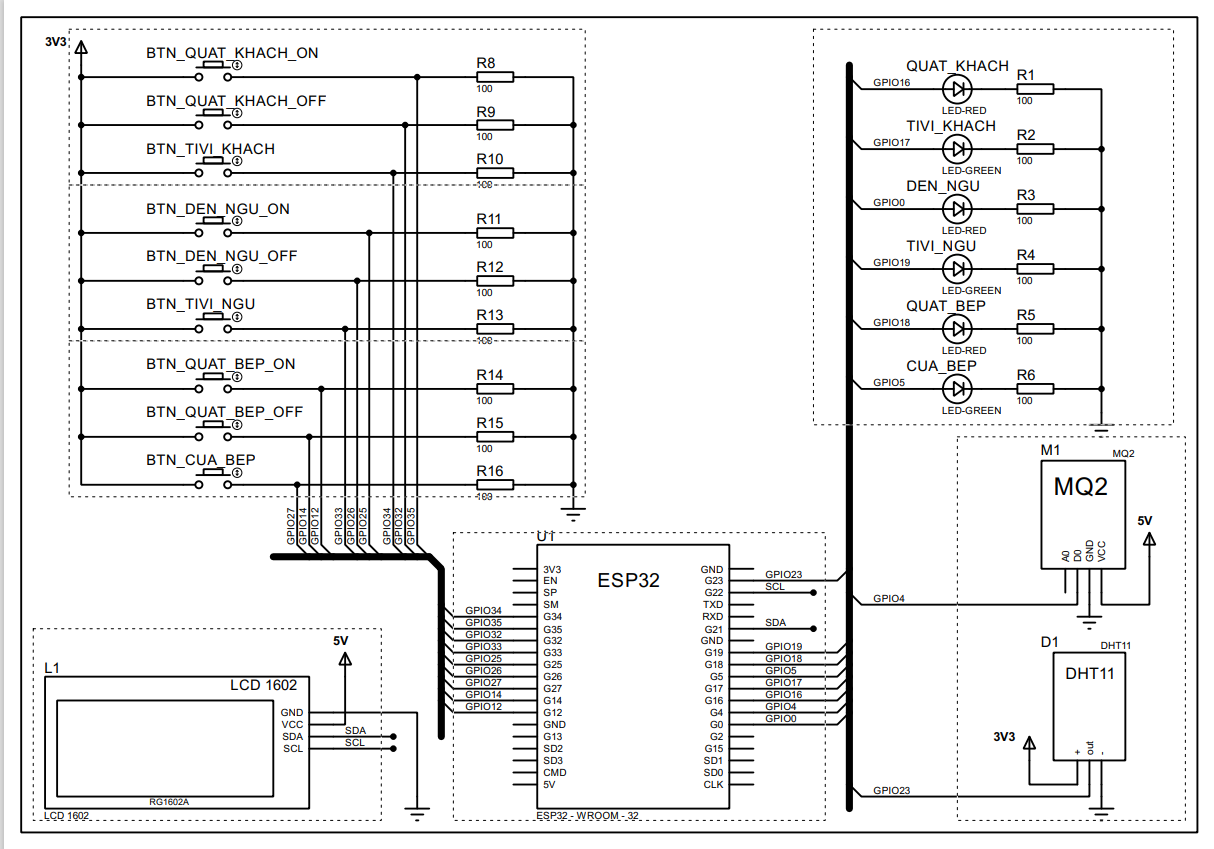 3V3
BTN_QUAT_KHACH_ON
R8
100
BTN_QUAT_KHACH_OFF
R9
100
BTN_TIVI_KHACH
R10
100
BTN_DEN_NGU_ON
R11
100
BTN_DEN_NGU_OFF
R12
100
BTN_TIVI_NGU
R13
100
BTN_QUAT_BEP_ON
R14
100
BTN_QUAT_BEP_OFF
R15
100
BTN_CUA_BEP
R16
100
GPIO27
GPIO14
GPIO12
GPIO33
GPIO26
GPIO25
GPIO34
GPIO32
GPIO35
QUAT_KHACH
GPIO16
R1
100
LED-RED
TIVI_KHACH
GPIO17
R2
100
LED-GREEN
DEN_NGU
GPIO0
R3
100
LED-RED
TIVI_NGU
GPIO19
R4
100
LED-GREEN
QUAT_BEP
GPIO18
R5
100
LED-RED
CUA_BEP
GPIO5
R6
100
LED-GREEN
U1
ESP32
GPIO34
GPIO35
GPIO32
GPIO33
GPIO25
GPIO26
GPIO27
GPIO14
GPIO12
3V3
EN
SP
SM
G34
G35
G32
G33
G25
G26
G27
G14
G12
GND
G13
SD2
SD3
CMD
5V
GND
G23
G22
TXD
RXD
G21
GND
G19
G18
G5
G17
G16
G4
G0
G2
G15
SD1
SD0
CLK
GPIO23
SCL
SDA
GPIO19
GPIO18
GPIO5
GPIO17
GPIO16
GPIO4
GPIO0
ESP32 - WROOM - 32
L1
LCD 1602
5V
GND
VCC
SDA
SCL
SDA
SCL
RG1602A
LCD 1602
M1
MQ2
MQ2
5V
A0
D0
GND
VCC
GPIO4
D1
DHT11
DHT11
3V3
+
out
-
GPIO23